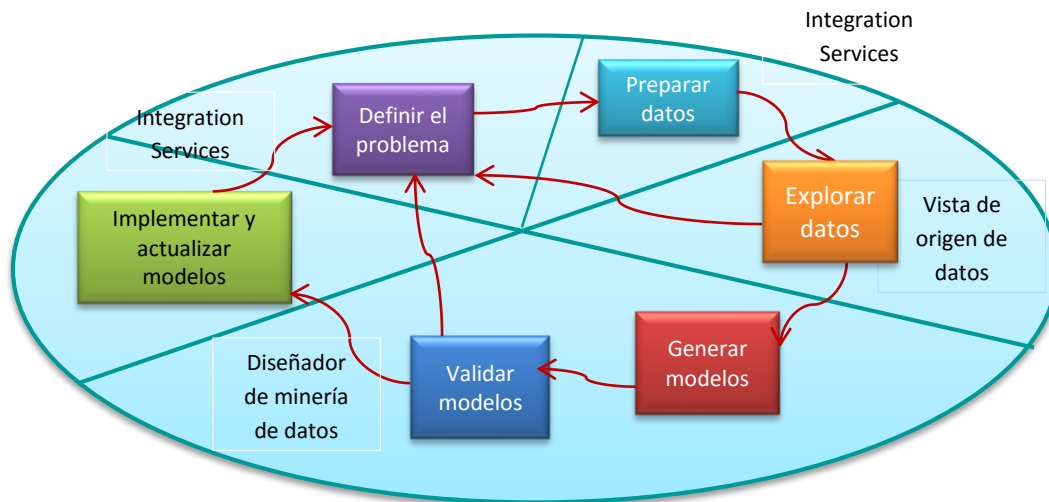 Integration
Services
Integration
Services
Definir el
problema
Preparar
datos
Explorar
datos
Vista de
origen de
datos
Implementar y
actualizar
modelos
Generar
modelos
Validar
modelos
Diseñador
de minería
de datos